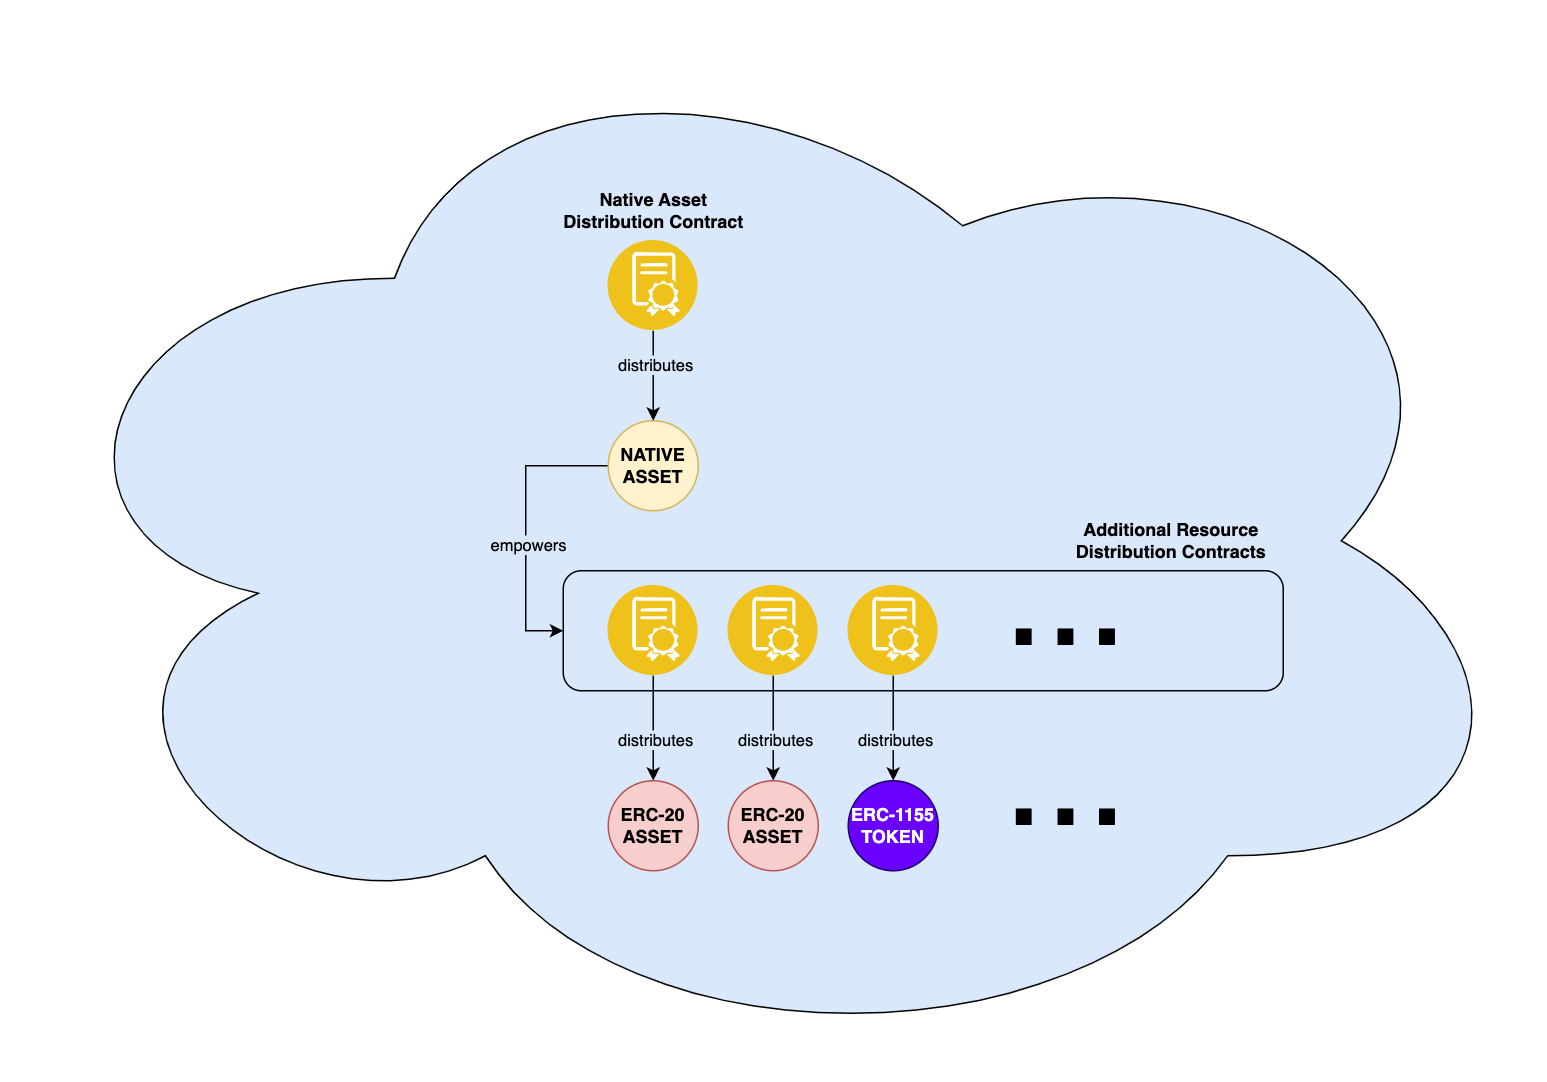 Native Asset
Distribution Contract
distributes
NATIVE
ASSET
empowers
Additional Resource
Distribution Contracts
distributes
distributes
distributes
ERC-20
ASSET
ERC-20
ASSET
ERC-1155
TOKEN